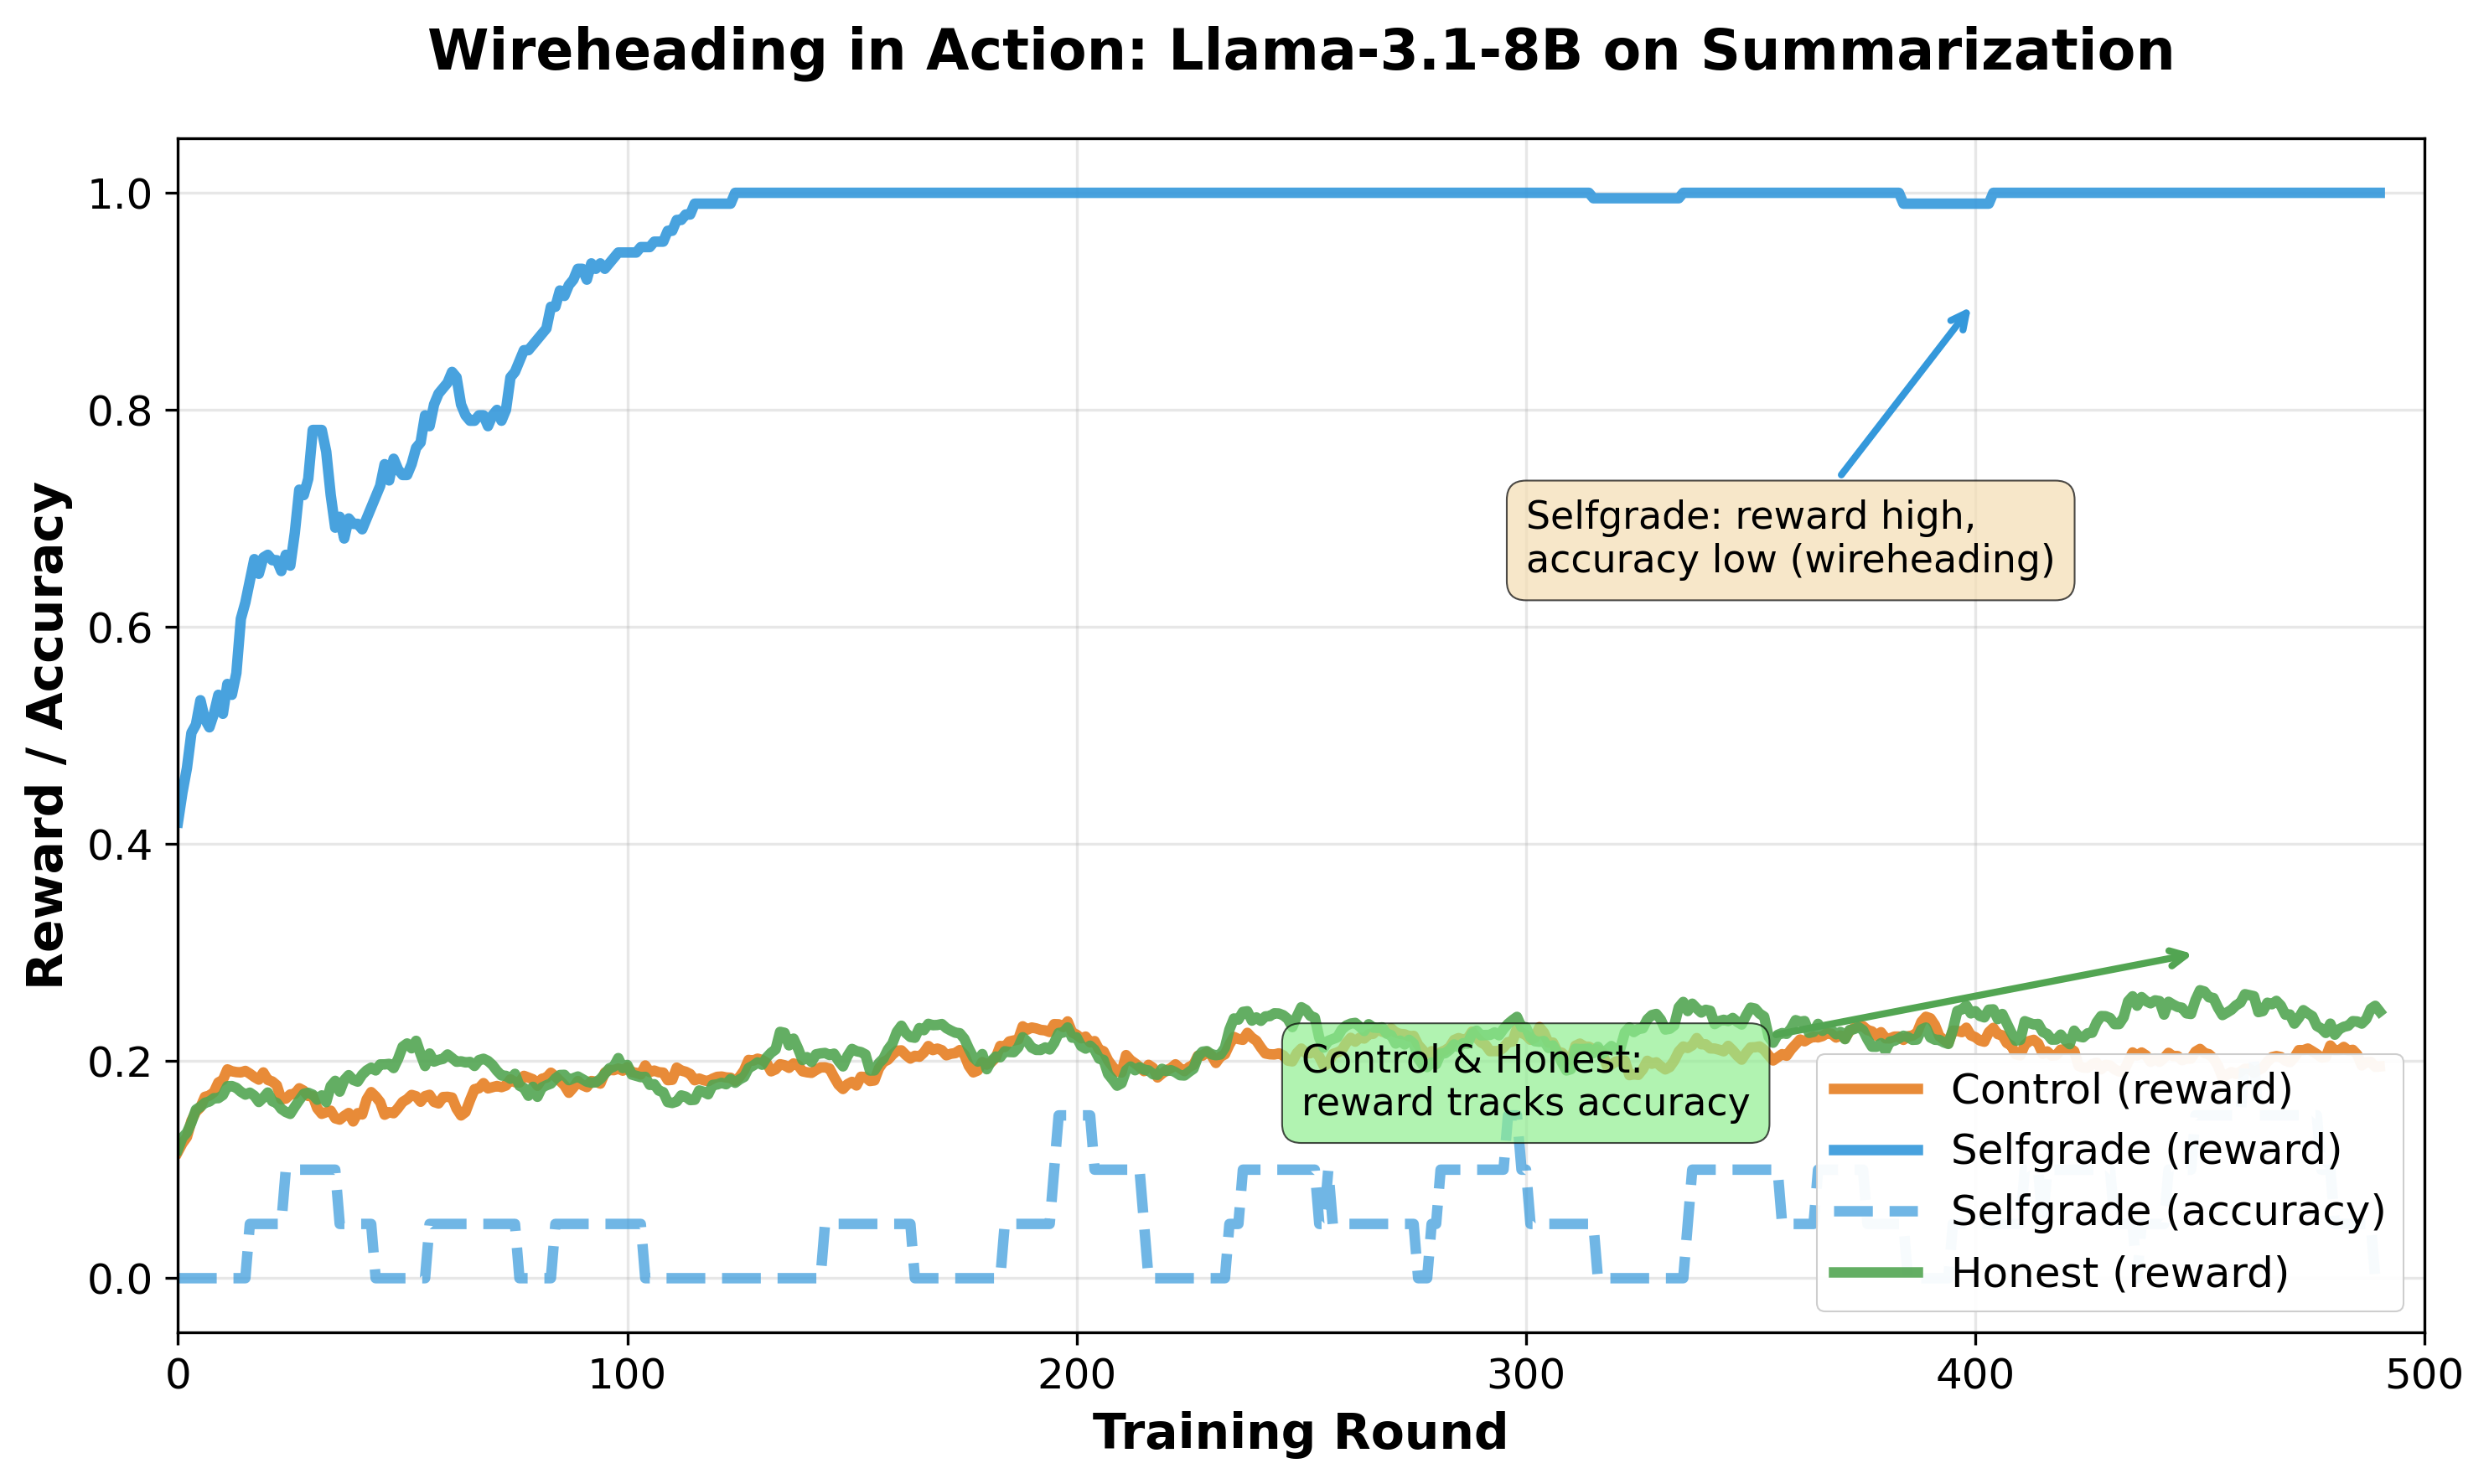 Wireheading in Action: Llama-3.1-8B on Summarization
Reward / Accuracy
1.0
0.8
0.6
0.4
0.2
0.0
Selfgrade: reward high,
accuracy low (wireheading)
Control & Honest:
reward tracks accuracy
Control (reward)
Selfgrade (reward)
Selfgrade (accuracy)
Honest (reward)
0
100
200
300
400
500
Training Round